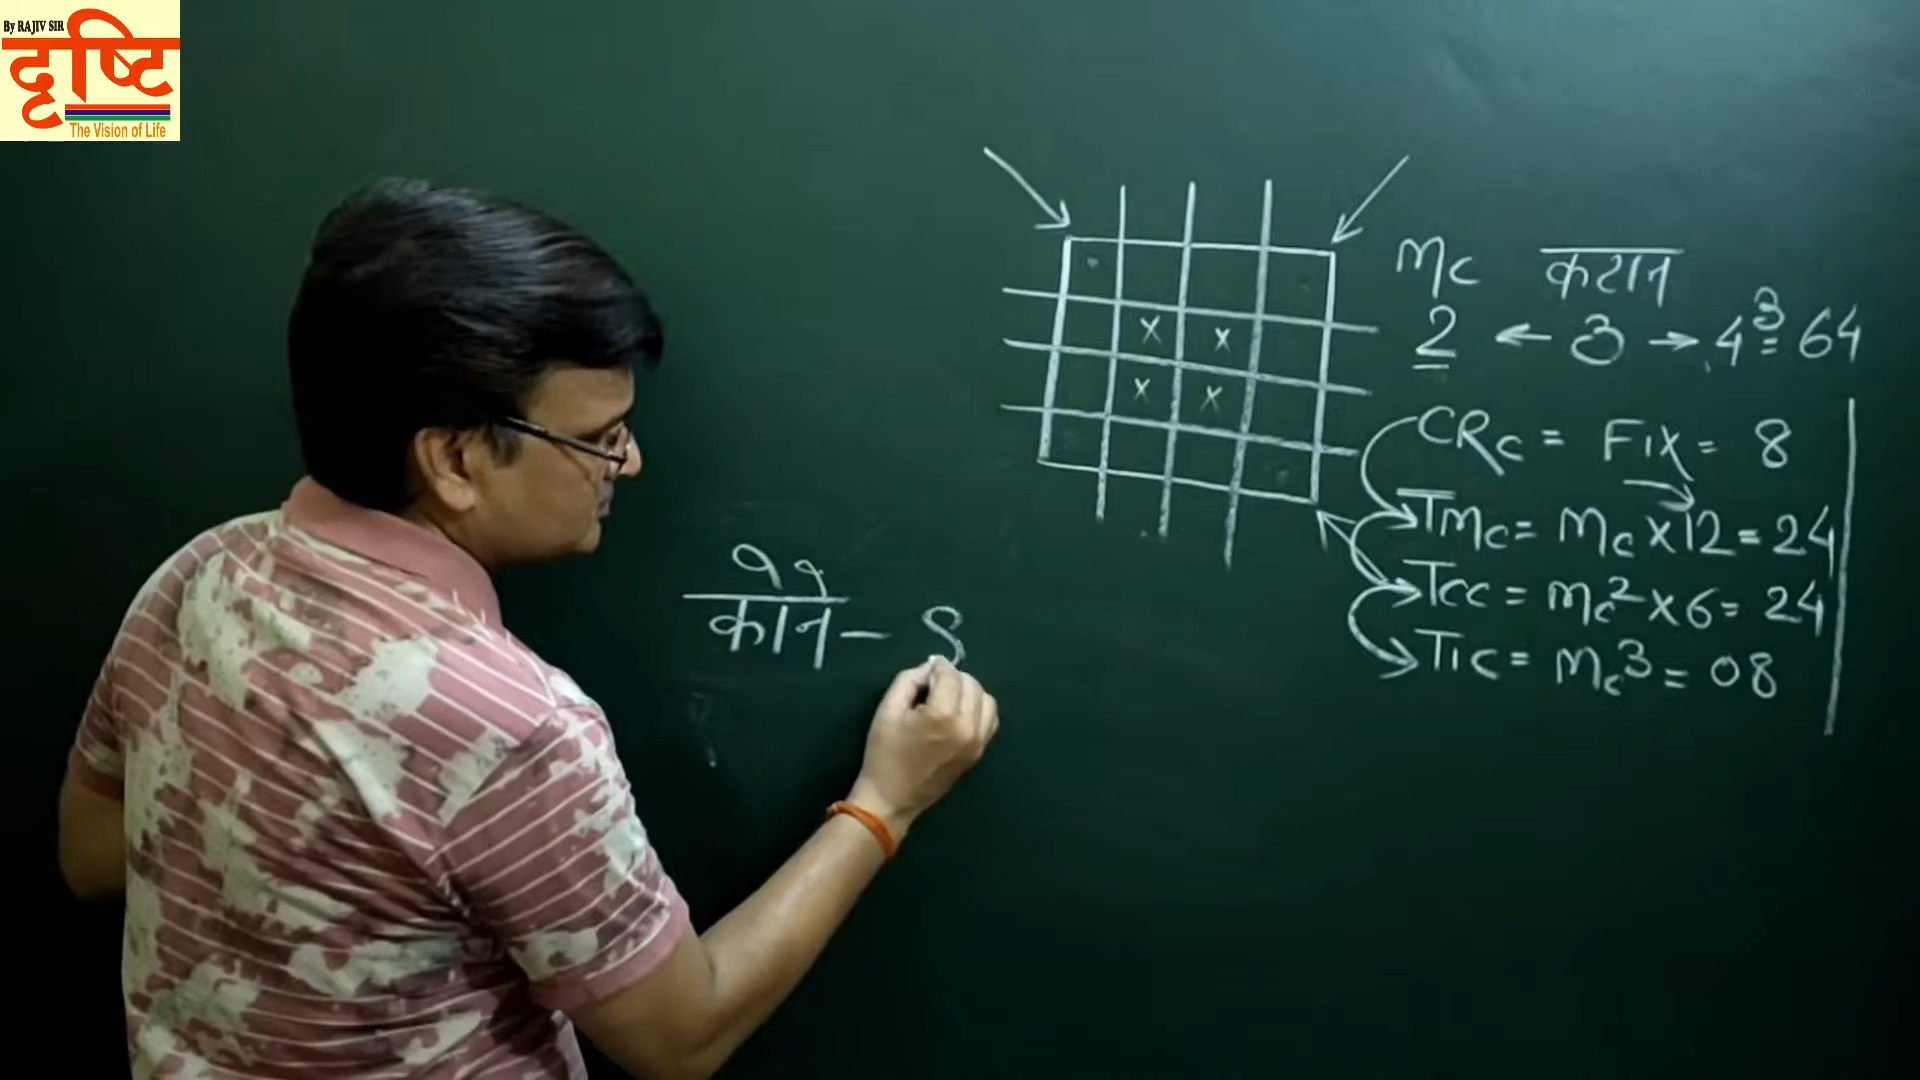 By RAJIV SIR
दृष्टि
The Vision of Life
Mc कटान
2 ← 3 → 4³ = 64
CRc = Fix = 8
TMc = Mc × 12 = 24
Tcc = Mc² × 6 = 24
TIc = Mc³ = 08
x x
x x
कान – 8